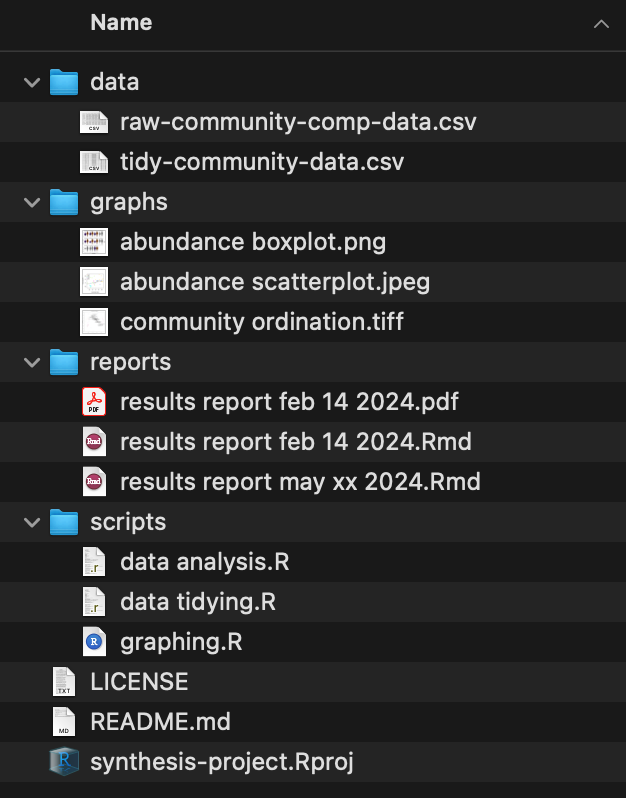 Name
data
raw-community-comp-data.csv
tidy-community-data.csv
graphs
abundance boxplot.png
abundance scatterplot.jpeg
community ordination.tiff
reports
results report feb 14 2024.pdf
results report feb 14 2024.Rmd
results report may xx 2024.Rmd
scripts
data analysis.R
data tidying.R
graphing.R
LICENSE
README.md
synthesis-project.Rproj